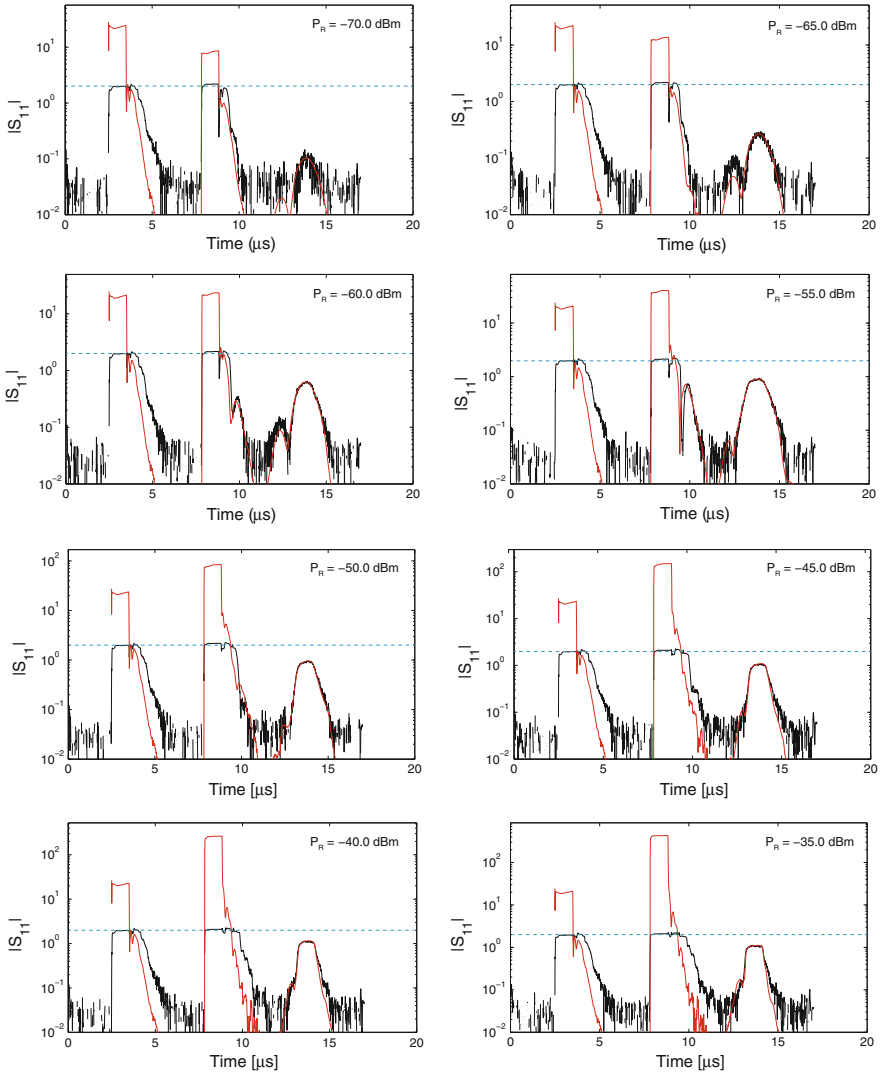 P_R = −70.0 dBm
|S_11|
10^1
10^0
10^−1
10^−2
0 5 10 15 20
Time (μs)
P_R = −65.0 dBm
|S_11|
10^1
10^0
10^−1
10^−2
0 5 10 15 20
Time (μs)
P_R = −60.0 dBm
|S_11|
10^1
10^0
10^−1
10^−2
0 5 10 15 20
Time (μs)
P_R = −55.0 dBm
|S_11|
10^1
10^0
10^−1
10^−2
0 5 10 15 20
Time (μs)
P_R = −50.0 dBm
|S_11|
10^2
10^1
10^0
10^−1
10^−2
0 5 10 15 20
Time [μs]
P_R = −45.0 dBm
|S_11|
10^2
10^1
10^0
10^−1
10^−2
0 5 10 15 20
Time [μs]
P_R = −40.0 dBm
|S_11|
10^2
10^1
10^0
10^−1
10^−2
0 5 10 15 20
Time [μs]
P_R = −35.0 dBm
|S_11|
10^2
10^1
10^0
10^−1
10^−2
0 5 10 15 20
Time [μs]